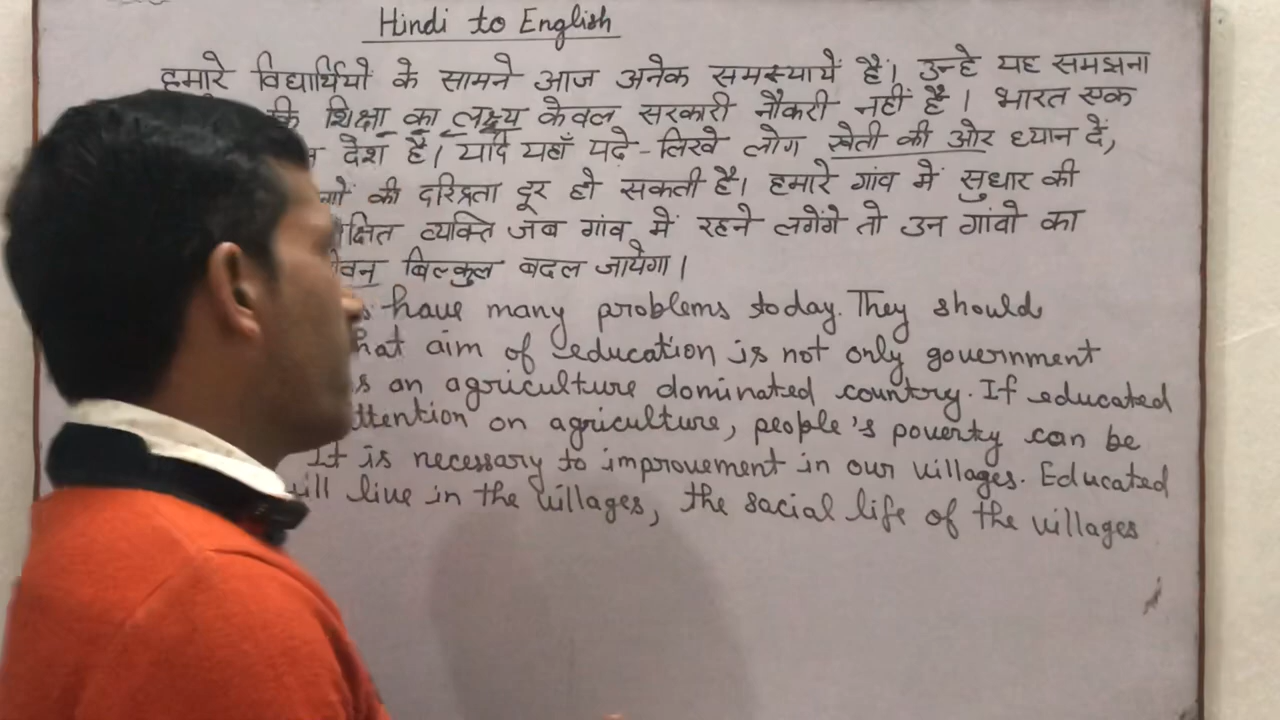 Hindi to English
हमारे विद्यार्थियों के सामने आज अनेक समस्यायें है। उन्हे यह समझना
कि शिक्षा का लक्ष्य केवल सरकारी नौकरी नहीं है। भारत एक
देश है। यदि यहाँ पढे-लिखे लोग खेती की ओर ध्यान दें,
की दरिद्रता दूर हो सकती है। हमारे गांव में सुधार की
व्यक्ति जब गांव में रहने लगेंगे तो उन गांवो का
बिल्कुल बदल जायेगा।
have many problems today. They should
aim of education is not only government
an agriculture dominated country. If educated
on agriculture, people's poverty can be
It is necessary to improvement in our villages. Educated
live in the villages, the social life of the villages